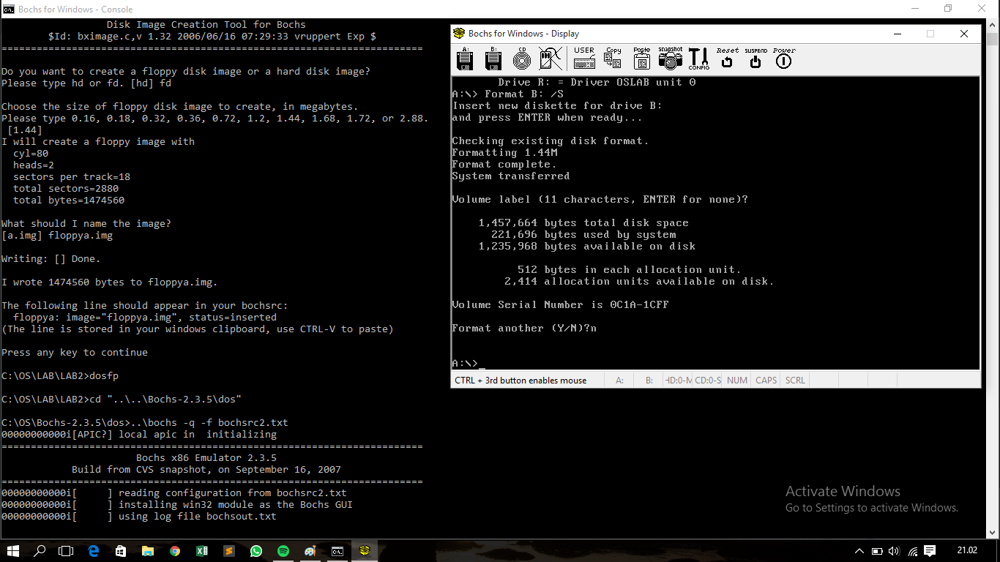 Bochs for Windows - Console
Disk Image Creation Tool for Bochs
$Id: bximage.c,v 1.32 2006/06/16 07:29:33 vruppert Exp $
========================================================================
Do you want to create a floppy disk image or a hard disk image?
Please type hd or fd. [hd] fd
Choose the size of floppy disk image to create, in megabytes.
Please type 0.16, 0.18, 0.32, 0.36, 0.72, 1.2, 1.44, 1.68, 1.72, or 2.88.
[1.44]
I will create a floppy image with
cyl=80
heads=2
sectors per track=18
total sectors=2880
total bytes=1474560
What should I name the image?
[a.img] floppya.img
Writing: [] Done.
I wrote 1474560 bytes to floppya.img.
The following line should appear in your bochsrc:
floppya: image="floppya.img", status=inserted
(The line is stored in your windows clipboard, use CTRL-V to paste)
Press any key to continue
C:\OS\LAB\LAB2>dosfp
C:\OS\LAB\LAB2>cd "..\..\Bochs-2.3.5\dos"
C:\OS\Bochs-2.3.5\dos>..\bochs -q -f bochsrc2.txt
00000000000i[APIC?] local apic in  initializing
========================================================================
Bochs x86 Emulator 2.3.5
Build from CVS snapshot, on September 16, 2007
========================================================================
00000000000i[     ] reading configuration from bochsrc2.txt
00000000000i[     ] installing win32 module as the Bochs GUI
00000000000i[     ] using log file bochsout.txt
Bochs for Windows - Display
A: B: CD USER Copy Paste snapshot CONFIG Reset SUSPEND Power
Drive R: = Driver OSLAB unit 0
A:\> Format B: /S
Insert new diskette for drive B:
and press ENTER when ready...
Checking existing disk format.
Formatting 1.44M
Format complete.
System transferred
Volume label (11 characters, ENTER for none)?
1,457,664 bytes total disk space
221,696 bytes used by system
1,235,968 bytes available on disk
512 bytes in each allocation unit.
2,414 allocation units available on disk.
Volume Serial Number is 0C1A-1CFF
Format another (Y/N)?n
A:\>_
CTRL + 3rd button enables mouse A: B: HD:0-M CD:0-S NUM CAPS SCRL
Activate Windows
Go to Settings to activate Windows.
21.02